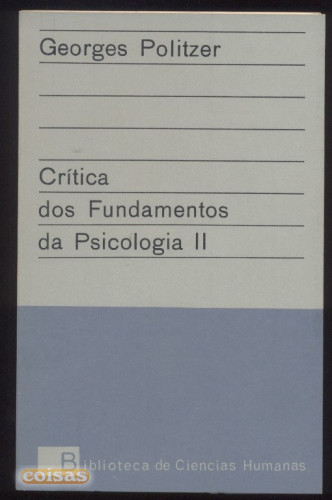 Georges Politzer
Crítica
dos Fundamentos
da Psicologia II
Biblioteca de Ciencias Humanas
coisas